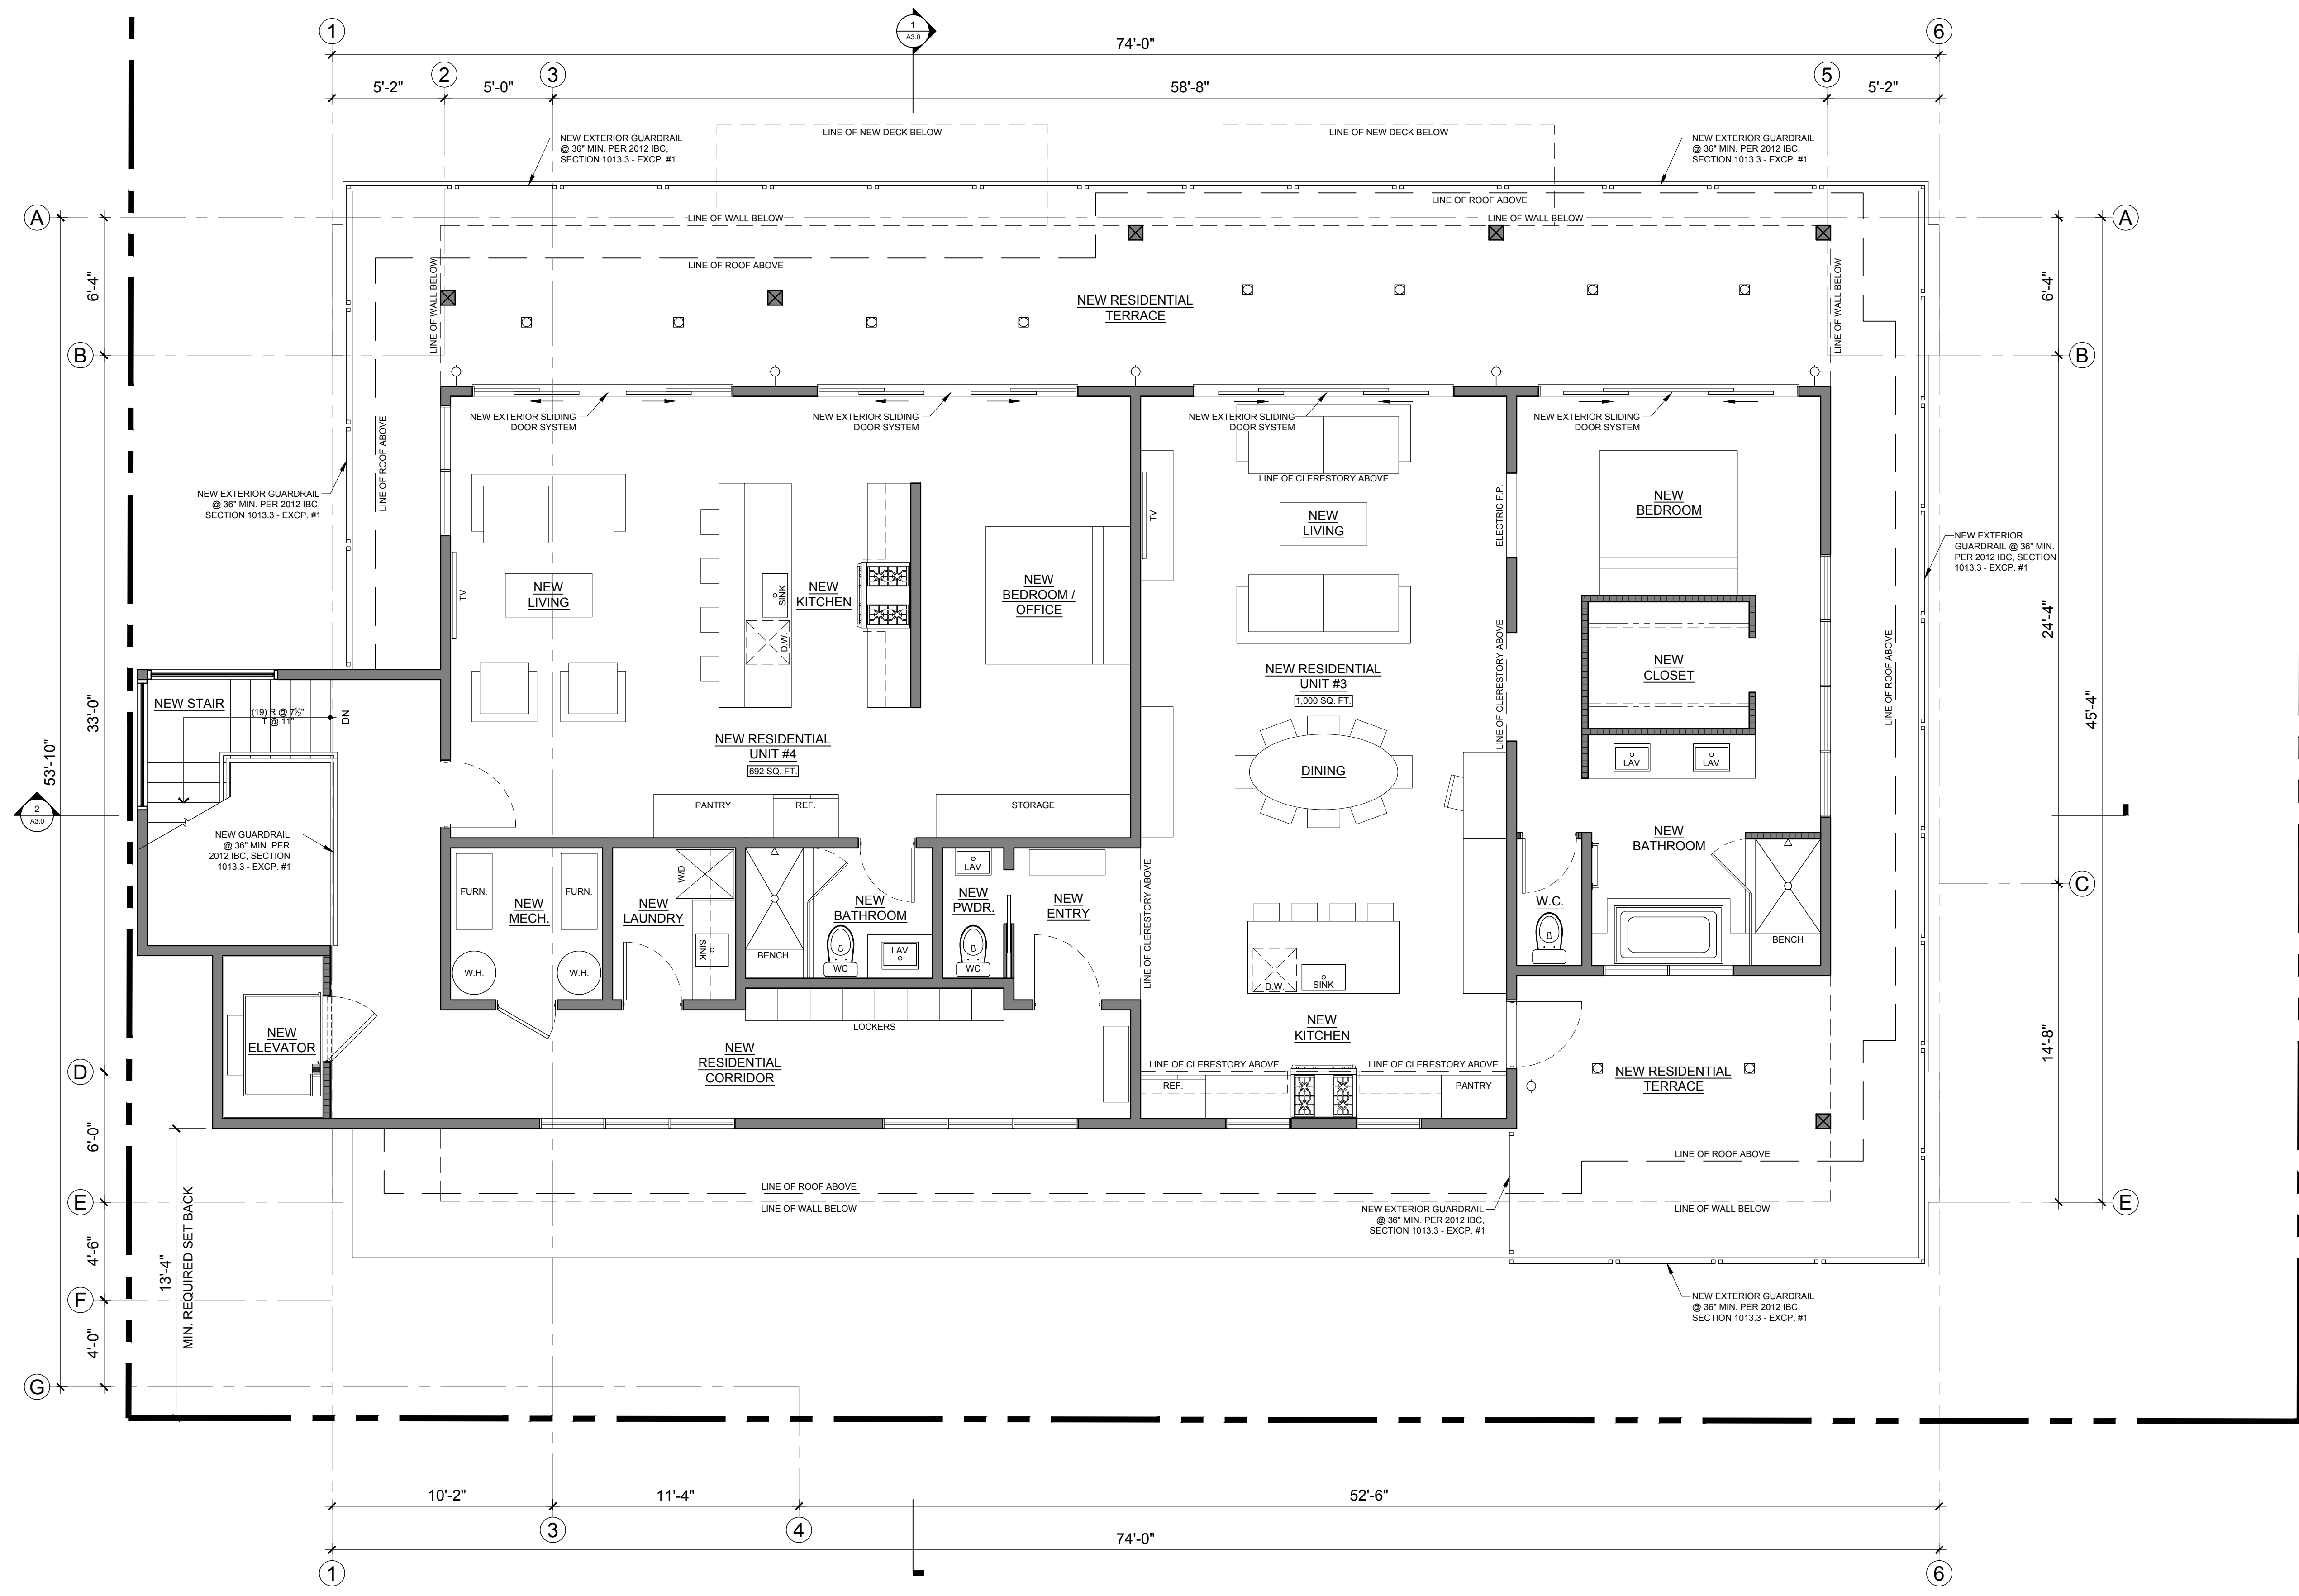 1
1
A3.0
6
74'-0"
2
3
5
5'-2"
5'-0"
58'-8"
5'-2"
LINE OF NEW DECK BELOW
LINE OF NEW DECK BELOW
NEW EXTERIOR GUARDRAIL
@ 36" MIN. PER 2012 IBC,
SECTION 1013.3 - EXCP. #1
NEW EXTERIOR GUARDRAIL
@ 36" MIN. PER 2012 IBC,
SECTION 1013.3 - EXCP. #1
LINE OF ROOF ABOVE
A
LINE OF WALL BELOW
LINE OF WALL BELOW
A
LINE OF ROOF ABOVE
LINE OF WALL BELOW
LINE OF WALL BELOW
6'-4"
6'-4"
NEW RESIDENTIAL
TERRACE
B
B
NEW EXTERIOR SLIDING
DOOR SYSTEM
NEW EXTERIOR SLIDING
DOOR SYSTEM
NEW EXTERIOR SLIDING
DOOR SYSTEM
NEW EXTERIOR SLIDING
DOOR SYSTEM
LINE OF ROOF ABOVE
LINE OF CLERESTORY ABOVE
NEW EXTERIOR GUARDRAIL
@ 36" MIN. PER 2012 IBC,
SECTION 1013.3 - EXCP. #1
TV
NEW
LIVING
ELECTRIC F.P.
NEW
BEDROOM
NEW EXTERIOR
GUARDRAIL @ 36" MIN.
PER 2012 IBC, SECTION
1013.3 - EXCP. #1
TV
NEW
LIVING
SINK
D.W.
NEW
KITCHEN
NEW
BEDROOM /
OFFICE
24'-4"
LINE OF CLERESTORY ABOVE
LINE OF ROOF ABOVE
NEW RESIDENTIAL
UNIT #3
1,000 SQ. FT.
NEW
CLOSET
NEW STAIR
(19) R @ 7½"
T @ 11"
DN
33'-0"
53'-10"
45'-4"
NEW RESIDENTIAL
UNIT #4
692 SQ. FT.
DINING
LAV
LAV
PANTRY
REF.
STORAGE
2
A3.0
NEW GUARDRAIL
@ 36" MIN. PER
2012 IBC, SECTION
1013.3 - EXCP. #1
NEW
BATHROOM
FURN.
FURN.
NEW
MECH.
W/D
NEW
LAUNDRY
SINK
NEW
BATHROOM
LAV
NEW
PWDR.
NEW
ENTRY
LINE OF CLERESTORY ABOVE
W.C.
C
BENCH
BENCH
WC
LAV
WC
W.H.
W.H.
D.W.
SINK
LOCKERS
NEW
ELEVATOR
NEW
RESIDENTIAL
CORRIDOR
NEW
KITCHEN
14'-8"
D
LINE OF CLERESTORY ABOVE
LINE OF CLERESTORY ABOVE
REF.
PANTRY
NEW RESIDENTIAL
TERRACE
6'-0"
LINE OF ROOF ABOVE
LINE OF ROOF ABOVE
E
LINE OF WALL BELOW
LINE OF WALL BELOW
E
NEW EXTERIOR GUARDRAIL
@ 36" MIN. PER 2012 IBC,
SECTION 1013.3 - EXCP. #1
4'-6"
13'-4"
MIN. REQUIRED SET BACK
F
NEW EXTERIOR GUARDRAIL
@ 36" MIN. PER 2012 IBC,
SECTION 1013.3 - EXCP. #1
4'-0"
G
10'-2"
11'-4"
52'-6"
3
4
74'-0"
1
6